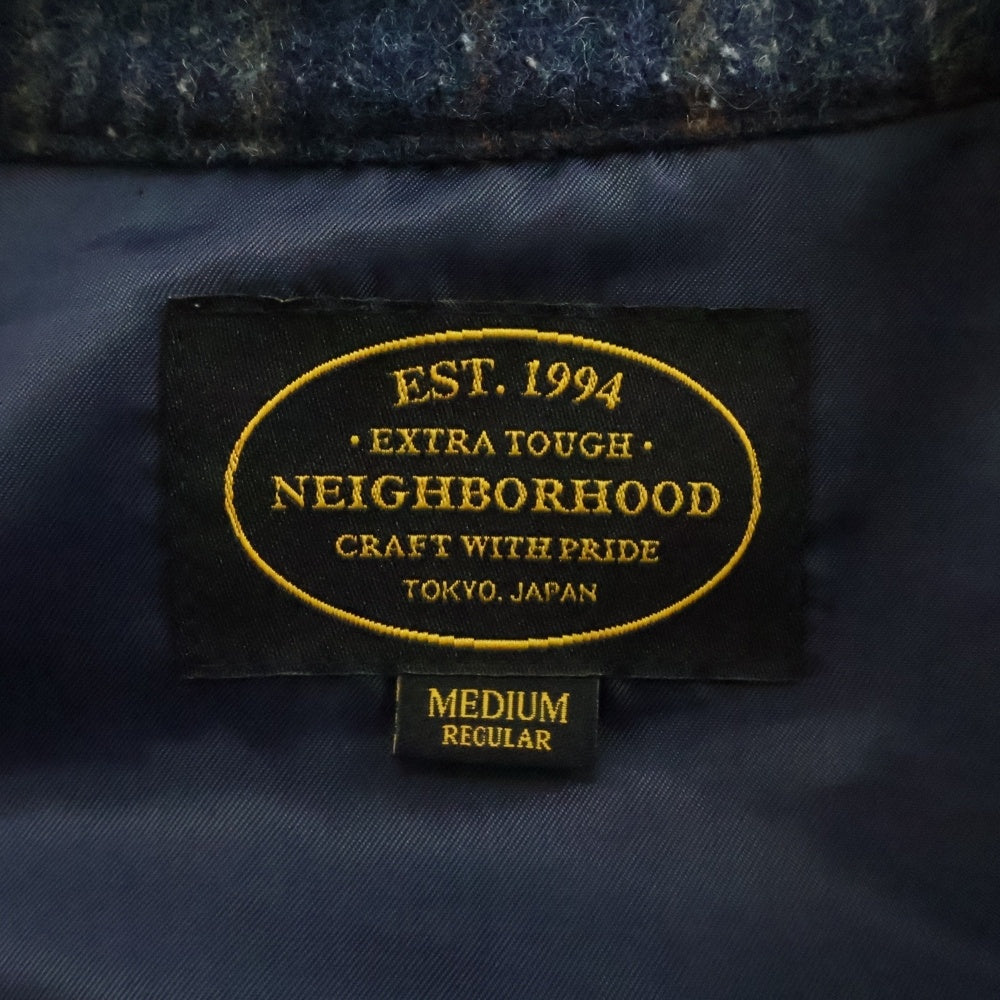 EST. 1994
· EXTRA TOUGH ·
NEIGHBORHOOD
CRAFT WITH PRIDE
TOKYO. JAPAN
MEDIUM
REGULAR